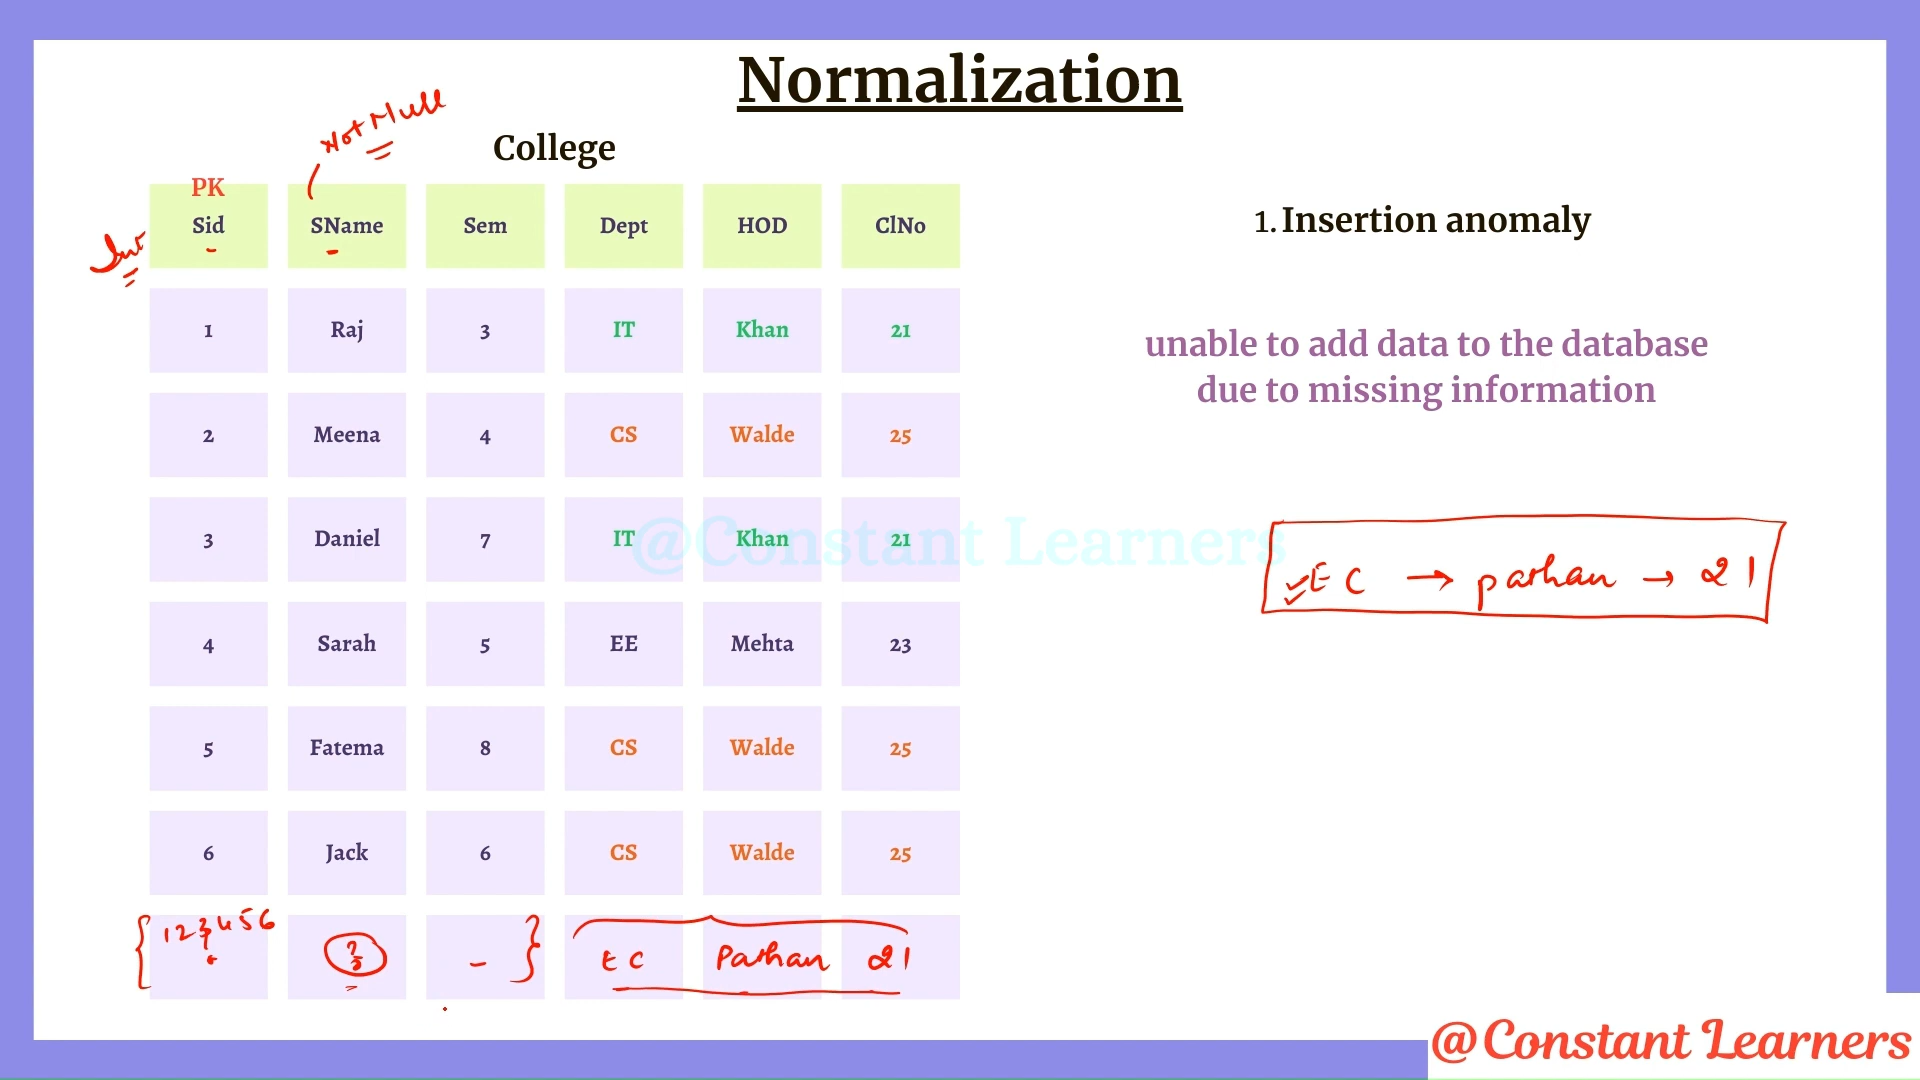 Normalization
Not Null
College
PK
Sid SName Sem Dept HOD ClNo
Int
1 Raj 3 IT Khan 21
2 Meena 4 CS Walde 25
3 Daniel 7 IT Khan 21
4 Sarah 5 EE Mehta 23
5 Fatema 8 CS Walde 25
6 Jack 6 CS Walde 25
123456 ? - EC Pathan 21
1. Insertion anomaly
unable to add data to the database
due to missing information
EC → pathan → 21
@Constant Learners
@Constant Learners